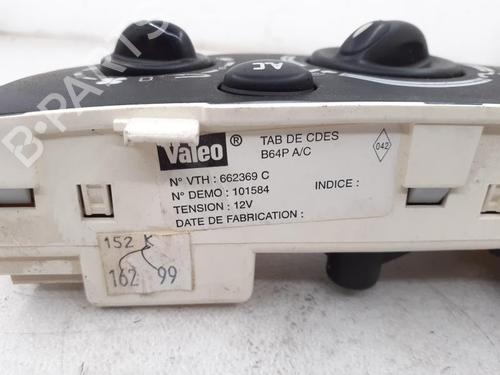 AC
Valeo ®
TAB DE CDES
B64P A/C
042
N° VTH : 662369 C
N° DEMO : 101584
INDICE :
TENSION : 12V
DATE DE FABRICATION :
152 K
162 99
B-PARTS